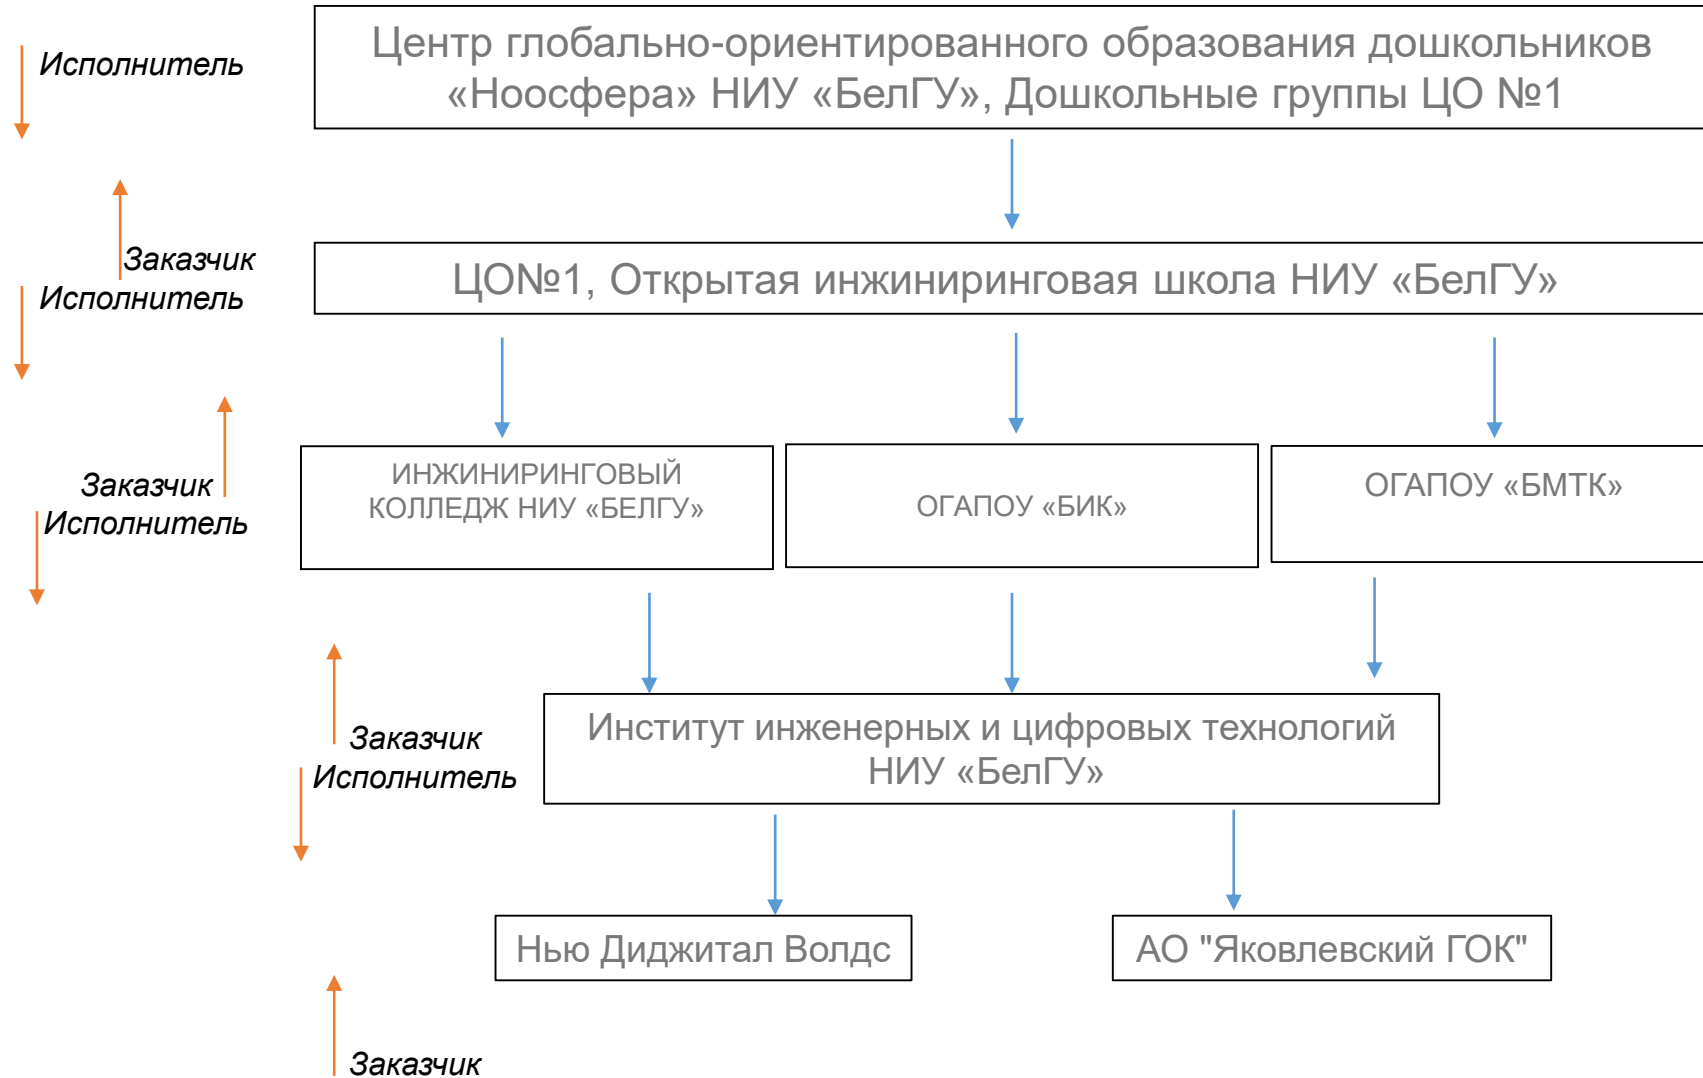 Исполнитель
Центр глобально-ориентированного образования дошкольников
«Ноосфера» НИУ «БелГУ», Дошкольные группы ЦО №1
Заказчик
Исполнитель
ЦО№1, Открытая инжиниринговая школа НИУ «БелГУ»
Заказчик
Исполнитель
ИНЖИНИРИНГОВЫЙ
КОЛЛЕДЖ НИУ «БЕЛГУ»
ОГАПОУ «БИК»
ОГАПОУ «БМТК»
Заказчик
Исполнитель
Институт инженерных и цифровых технологий
НИУ «БелГУ»
Нью Диджитал Волдс
АО "Яковлевский ГОК"
Заказчик